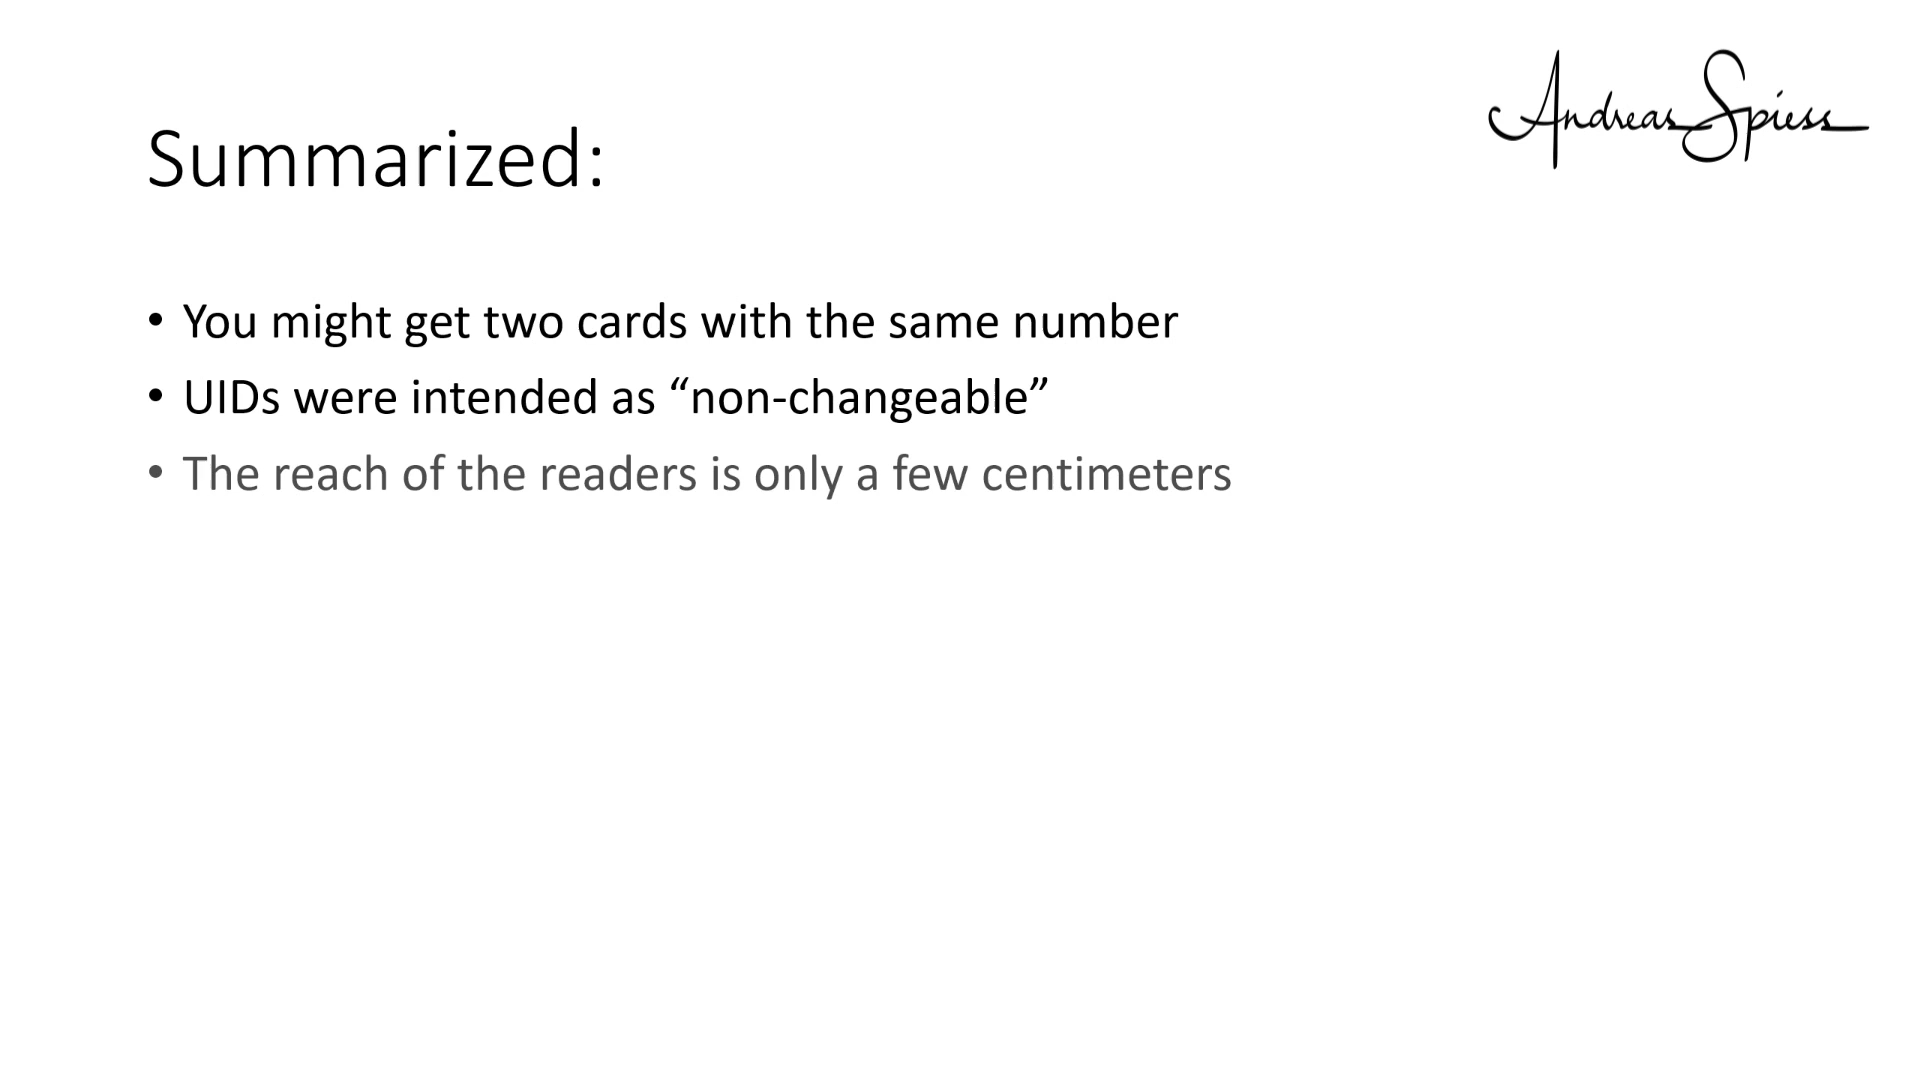 Andreas Spiess
Summarized:
• You might get two cards with the same number
• UIDs were intended as “non-changeable”
• The reach of the readers is only a few centimeters